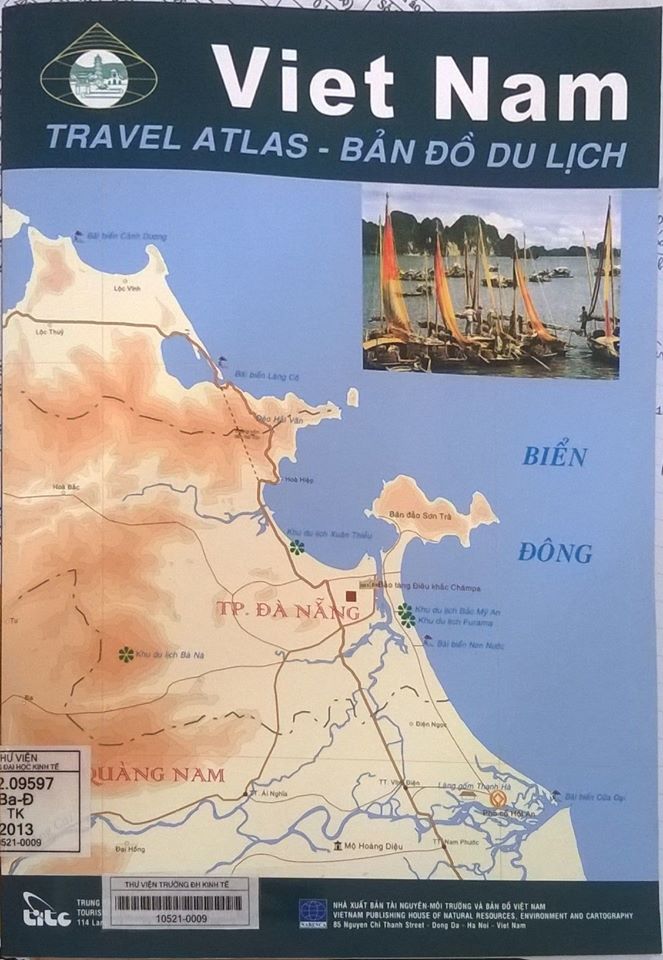 Viet Nam
TRAVEL ATLAS - BẢN ĐỒ DU LỊCH
Bãi biển Cảnh Dương
Lộc Vĩnh
Lộc Thuỷ
Bãi biển Lăng Cô
Đèo Hải Vân
BIỂN
Hoà Bắc
Hoà Hiệp
Bán đảo Sơn Trà
Khu du lịch Xuân Thiều
ĐÔNG
Bảo tàng Điêu khắc Chămpa
TP. ĐÀ NẴNG
Khu du lịch Bắc Mỹ An
Khu du lịch Furama
Tư
Bãi biển Non Nước
Khu du lịch Bà Nà
Ba
Điện Ngọc
THƯ VIỆN
ĐẠI HỌC KINH TẾ
2.09597
Ba-Đ
TK
2013
0521-0009
QUẢNG NAM
TT. Ái Nghĩa
TT. Vĩnh Điện
Làng gốm Thanh Hà
Bãi biển Cửa Đại
Phố cổ Hội An
Đại Hồng
Mộ Hoàng Diệu
TT. Nam Phước
titc
TRUNG
TOURIS
114 La
THƯ VIỆN TRƯỜNG ĐH KINH TẾ
10521-0009
NARENCA
NHÀ XUẤT BẢN TÀI NGUYÊN-MÔI TRƯỜNG VÀ BẢN ĐỒ VIỆT NAM
VIETNAM PUBLISHING HOUSE OF NATURAL RESOURCES, ENVIRONMENT AND CARTOGRAPHY
85 Nguyen Chi Thanh Street - Dong Da - Ha Noi - Viet Nam